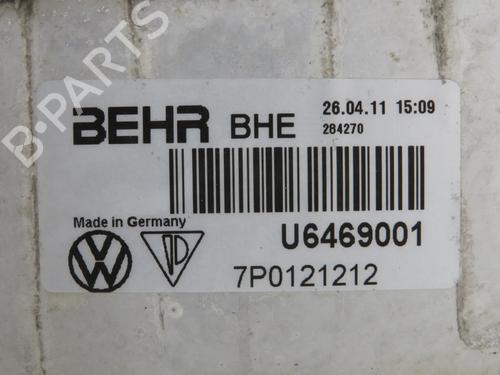 B-PARTS
BEHR BHE 26.04.11 15:09
284270
Made in Germany
U6469001
7P0121212